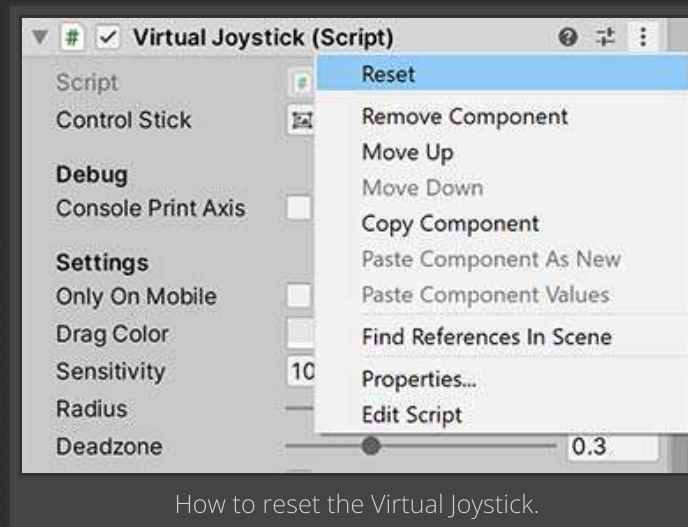 # Virtual Joystick (Script)
Script #
Control Stick
Debug
Console Print Axis
Settings
Only On Mobile
Drag Color
Sensitivity 10
Radius
Deadzone 0.3
Reset
Remove Component
Move Up
Move Down
Copy Component
Paste Component As New
Paste Component Values
Find References In Scene
Properties...
Edit Script
How to reset the Virtual Joystick.